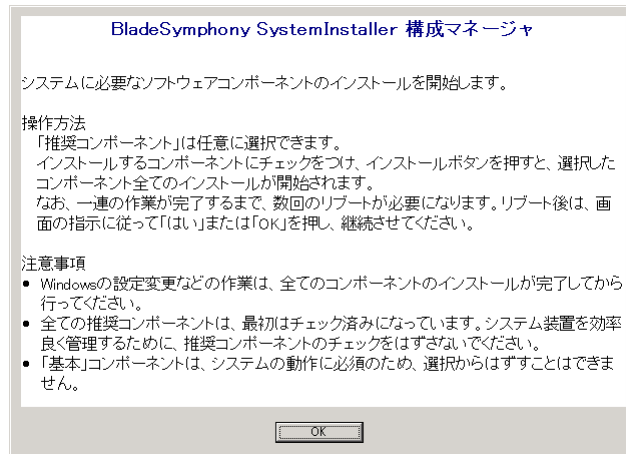 BladeSymphony SystemInstaller 構成マネージャ
システムに必要なソフトウェアコンポーネントのインストールを開始します。
操作方法
「推奨コンポーネント」は任意に選択できます。
インストールするコンポーネントにチェックをつけ、インストールボタンを押すと、選択した
コンポーネント全てのインストールが開始されます。
なお、一連の作業が完了するまで、数回のリブートが必要になります。リブート後は、画
面の指示に従って「はい」または「OK」を押し、継続させてください。
注意事項
• Windowsの設定変更などの作業は、全てのコンポーネントのインストールが完了してから
行ってください。
• 全ての推奨コンポーネントは、最初はチェック済みになっています。システム装置を効率
良く管理するために、推奨コンポーネントのチェックをはずさないでください。
• 「基本」コンポーネントは、システムの動作に必須のため、選択からはずすことはできま
せん。
OK